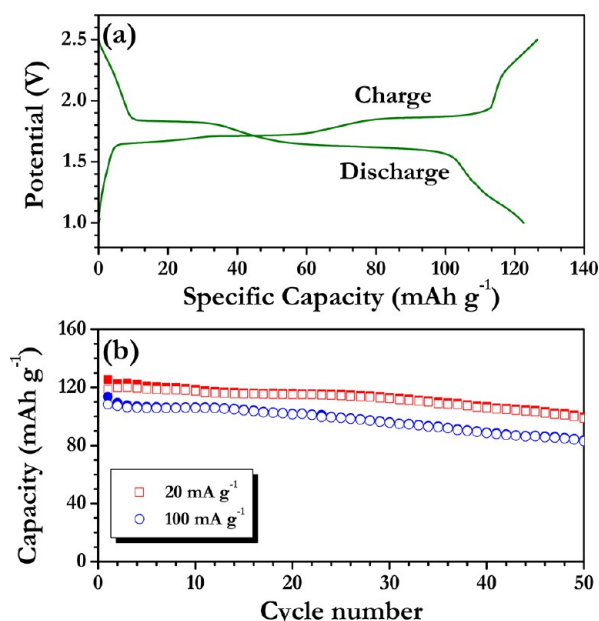 (a)
2.5
2.0
1.5
1.0
Potential (V)
Charge
Discharge
0 20 40 60 80 100 120 140
Specific Capacity (mAh g⁻¹)
(b)
160
120
80
40
0
Capacity (mAh g⁻¹)
20 mA g⁻¹
100 mA g⁻¹
0 10 20 30 40 50
Cycle number